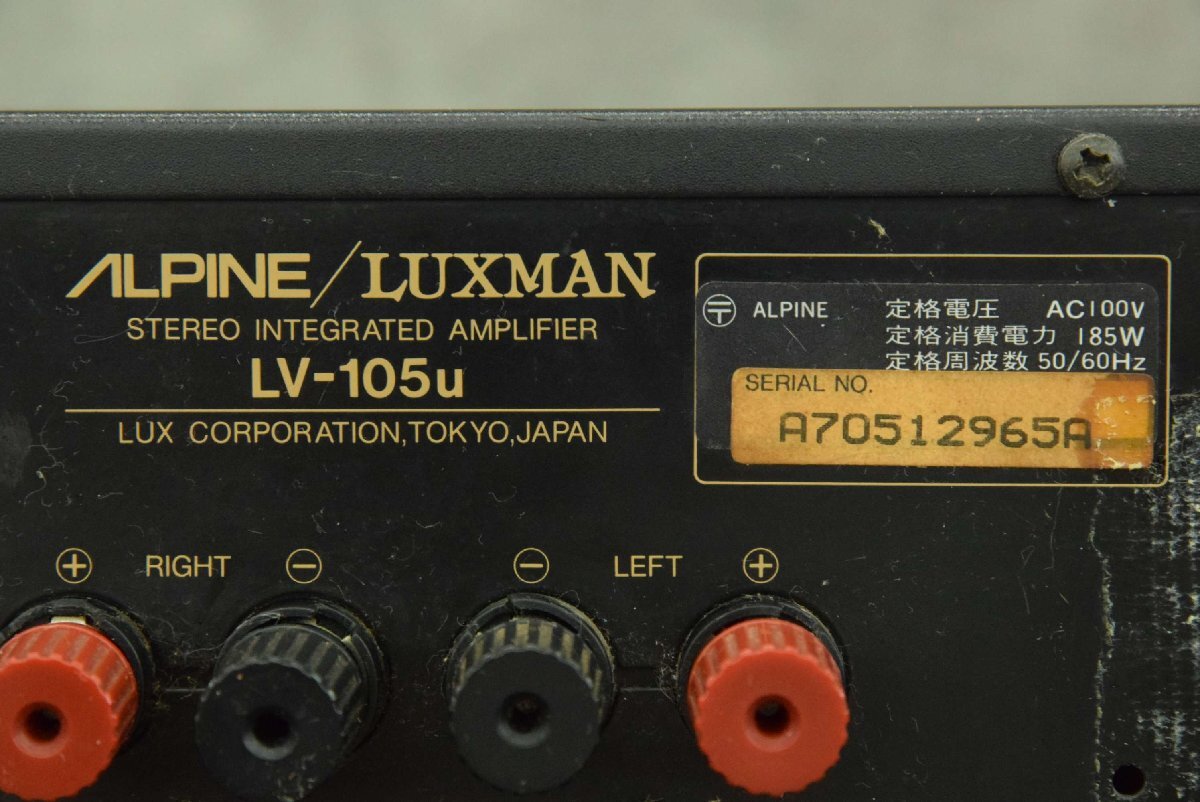 ALPINE/LUXMAN
STEREO INTEGRATED AMPLIFIER
LV-105u
LUX CORPORATION,TOKYO,JAPAN
〒 ALPINE 定格電圧 AC100V
定格消費電力 185W
定格周波数 50/60Hz
SERIAL NO.
A70512965A
⊕ RIGHT ⊖ ⊖ LEFT ⊕